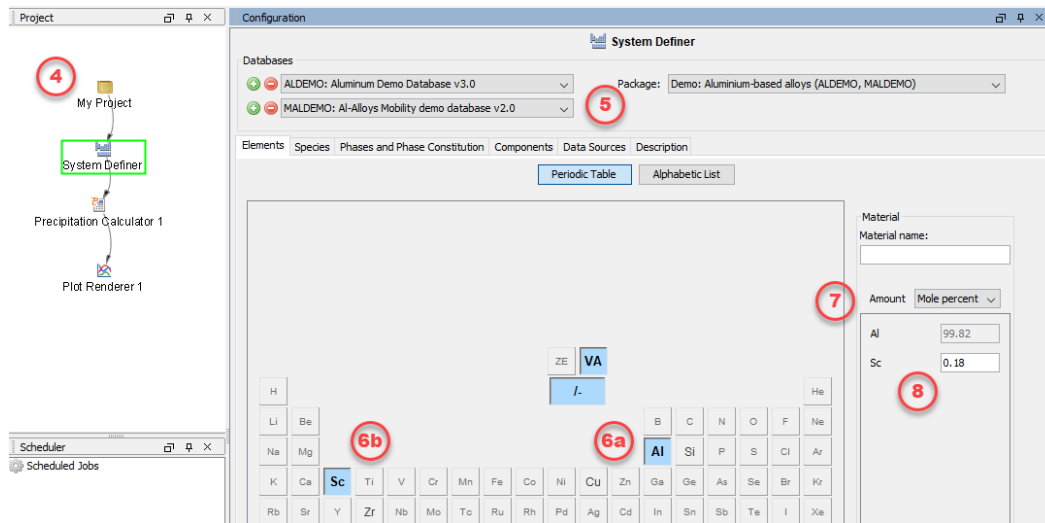 Project
4
My Project
System Definer
Precipitation Calculator 1
Plot Renderer 1
Scheduler
Scheduled Jobs
Configuration
System Definer
Databases
ALDEMO: Aluminum Demo Database v3.0
Package: Demo: Aluminium-based alloys (ALDEMO, MALDEMO)
MALDEMO: Al-Alloys Mobility demo database v2.0
5
Elements Species Phases and Phase Constitution Components Data Sources Description
Periodic Table Alphabetic List
ZE VA
/-
H He
Li Be B C N O F Ne
6b 6a
Na Mg Al Si P S Cl Ar
K Ca Sc Ti V Cr Mn Fe Co Ni Cu Zn Ga Ge As Se Br Kr
Rb Sr Y Zr Nb Mo Tc Ru Rh Pd Ag Cd In Sn Sb Te I Xe
Material
Material name:
7
Amount Mole percent
Al 99.82
Sc 0.18
8